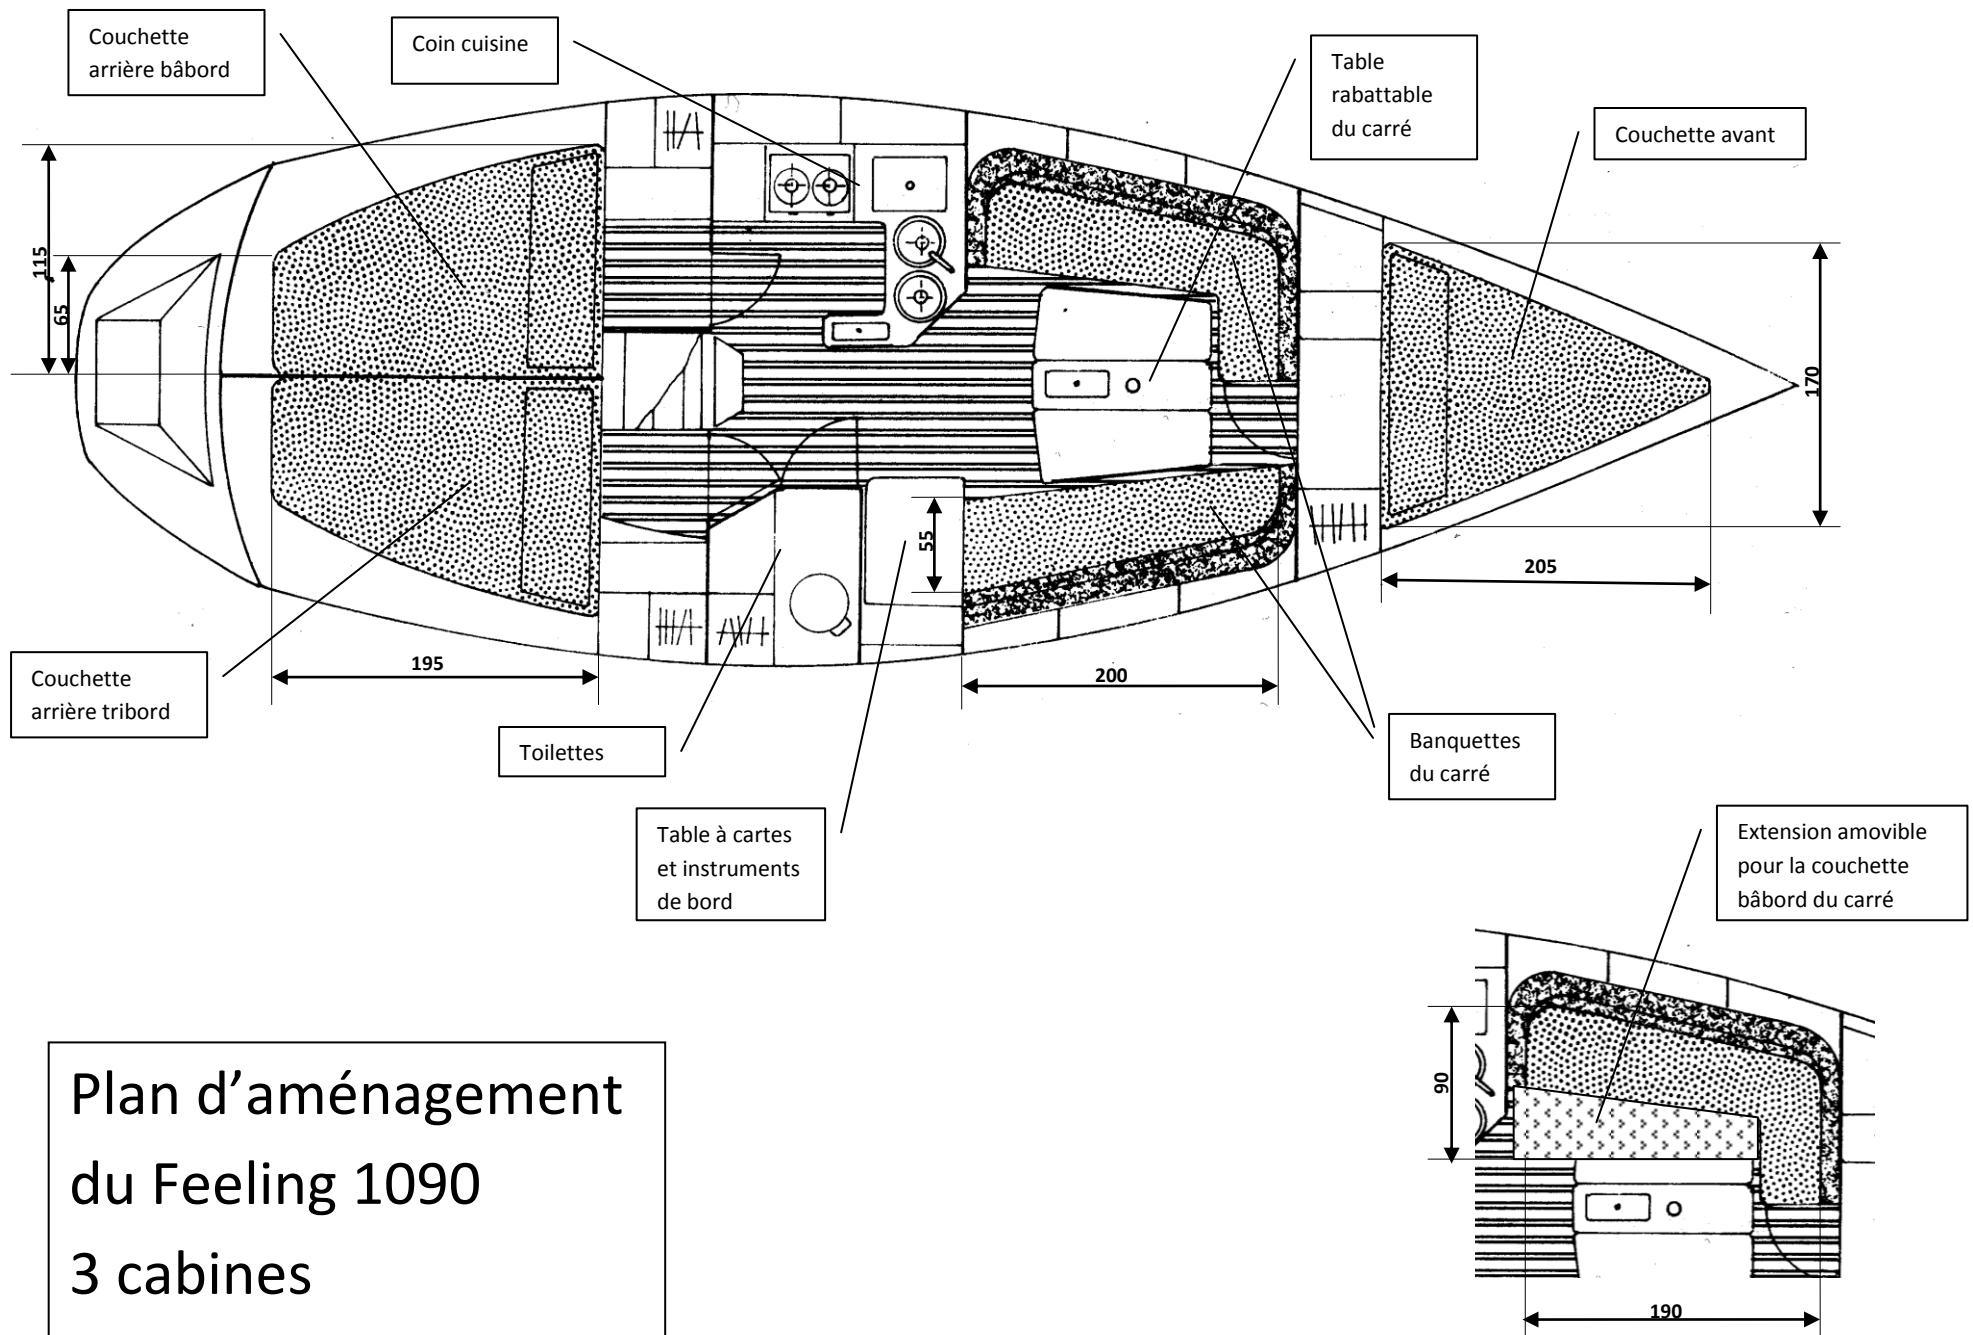 Couchette
arrière bâbord
Coin cuisine
Table
rabattable
du carré
Couchette avant
115
65
55
170
205
195
200
Couchette
arrière tribord
Toilettes
Banquettes
du carré
Table à cartes
et instruments
de bord
Extension amovible
pour la couchette
bâbord du carré
90
190
Plan d’aménagement
du Feeling 1090
3 cabines